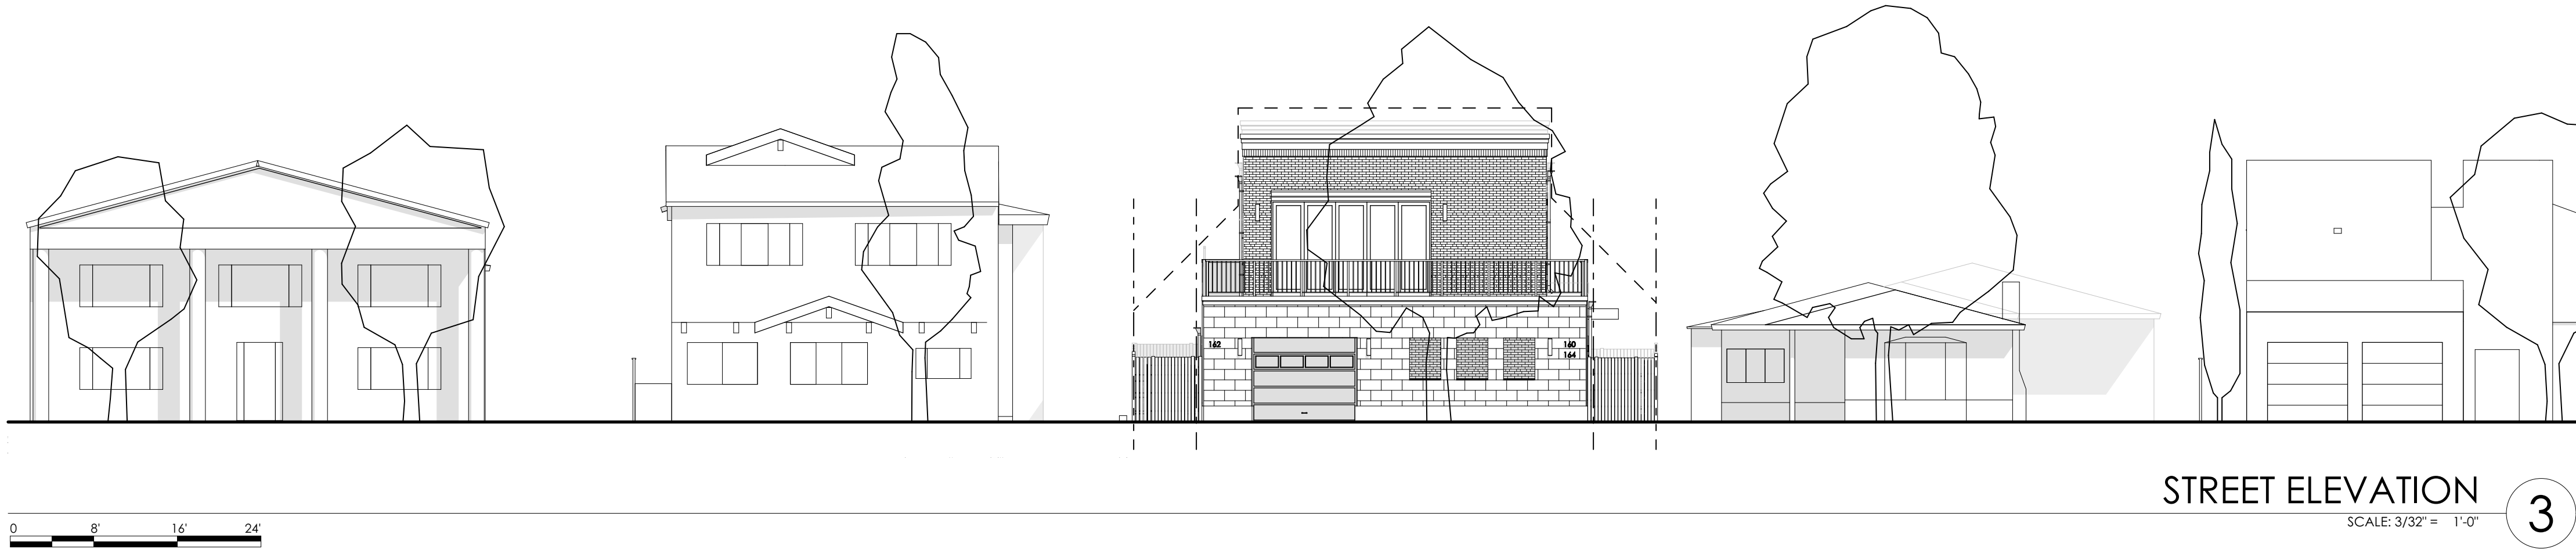 162
160
164
STREET ELEVATION
SCALE: 3/32" = 1'-0"
3
0 8' 16' 24'